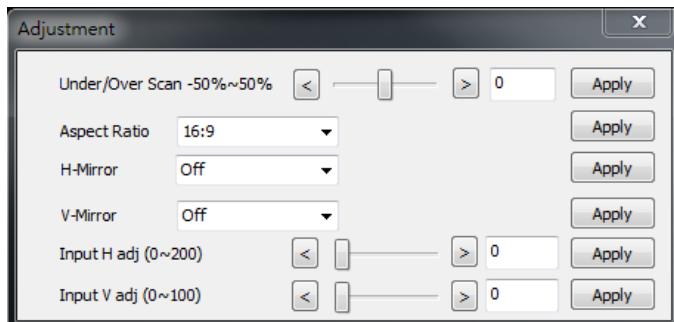 Adjustment X
Under/Over Scan -50%~50% < > 0 Apply
Aspect Ratio 16:9 Apply
H-Mirror Off Apply
V-Mirror Off Apply
Input H adj (0~200) < > 0 Apply
Input V adj (0~100) < > 0 Apply